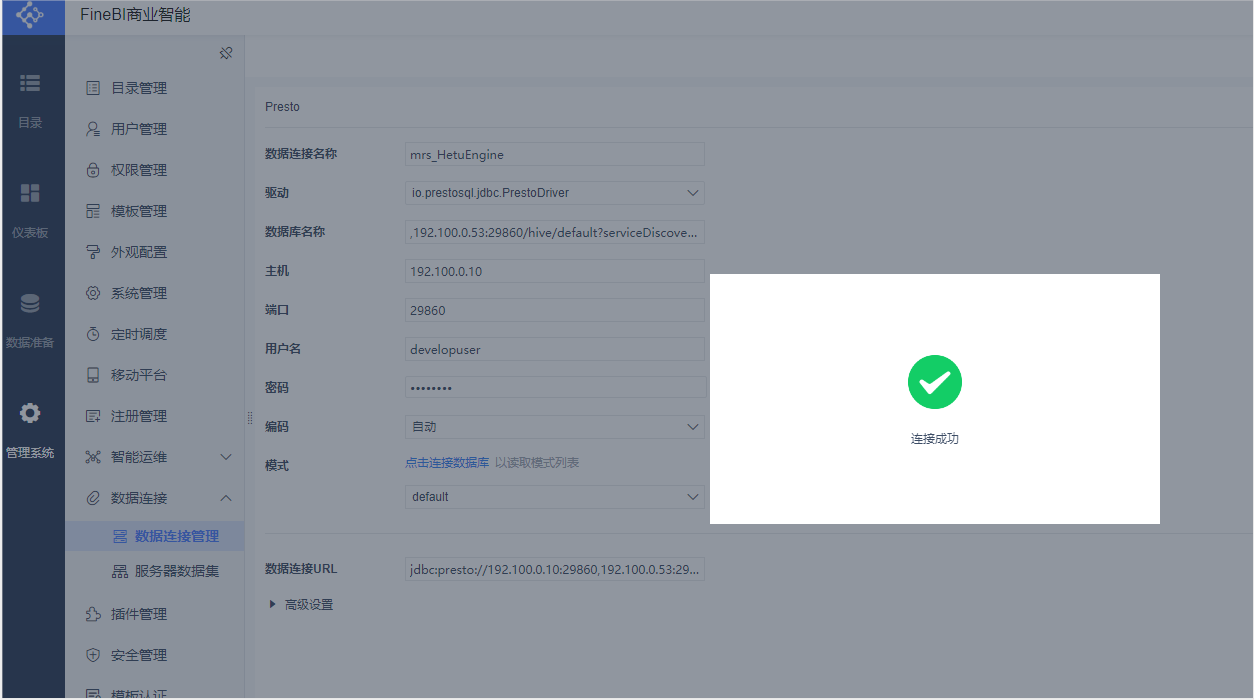 FineBI商业智能
目录
仪表板
数据准备
管理系统
目录管理
用户管理
权限管理
模板管理
外观配置
系统管理
定时调度
移动平台
注册管理
智能运维
数据连接
数据连接管理
服务器数据集
插件管理
安全管理
模板认证
Presto
数据连接名称 mrs_HetuEngine
驱动 io.prestosql.jdbc.PrestoDriver
数据库名称 ,192.100.0.53:29860/hive/default?serviceDiscove...
主机 192.100.0.10
端口 29860
用户名 developuser
密码 ••••••••
编码 自动
模式 点击连接数据库 以读取模式列表
default
数据连接URL jdbc:presto://192.100.0.10:29860,192.100.0.53:29...
高级设置
连接成功